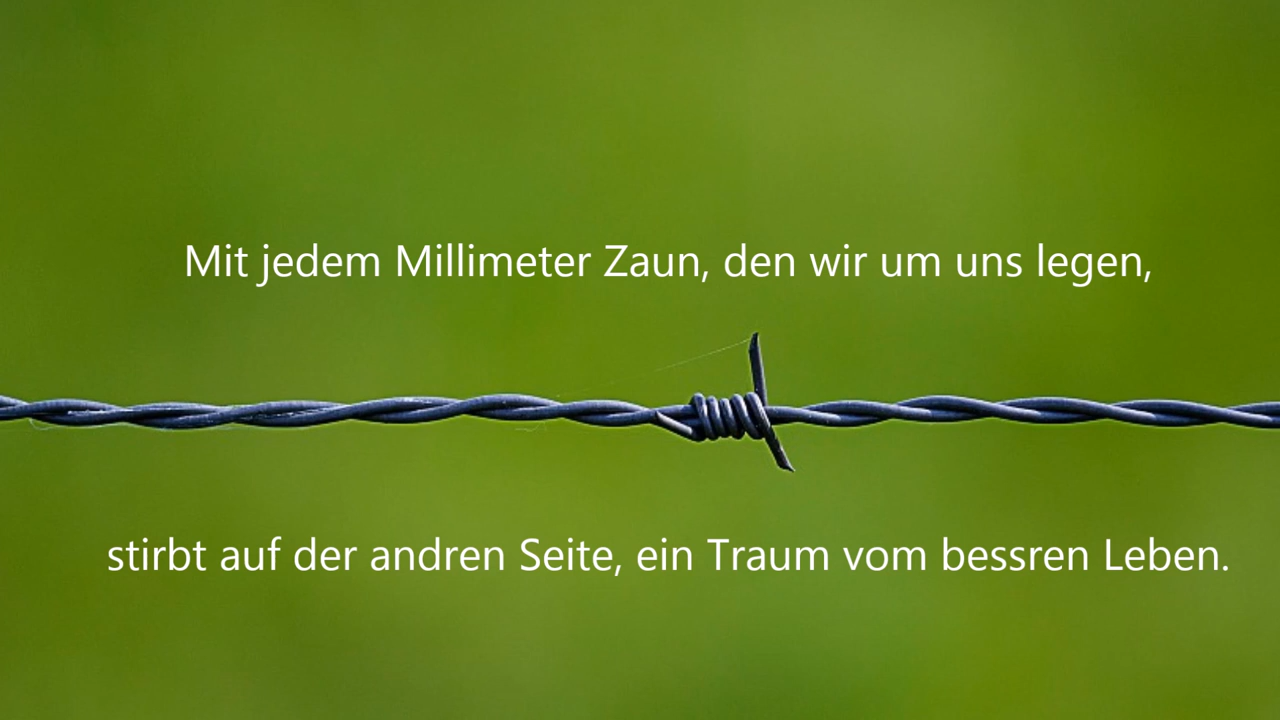 Mit jedem Millimeter Zaun, den wir um uns legen,
stirbt auf der andren Seite, ein Traum vom bessren Leben.